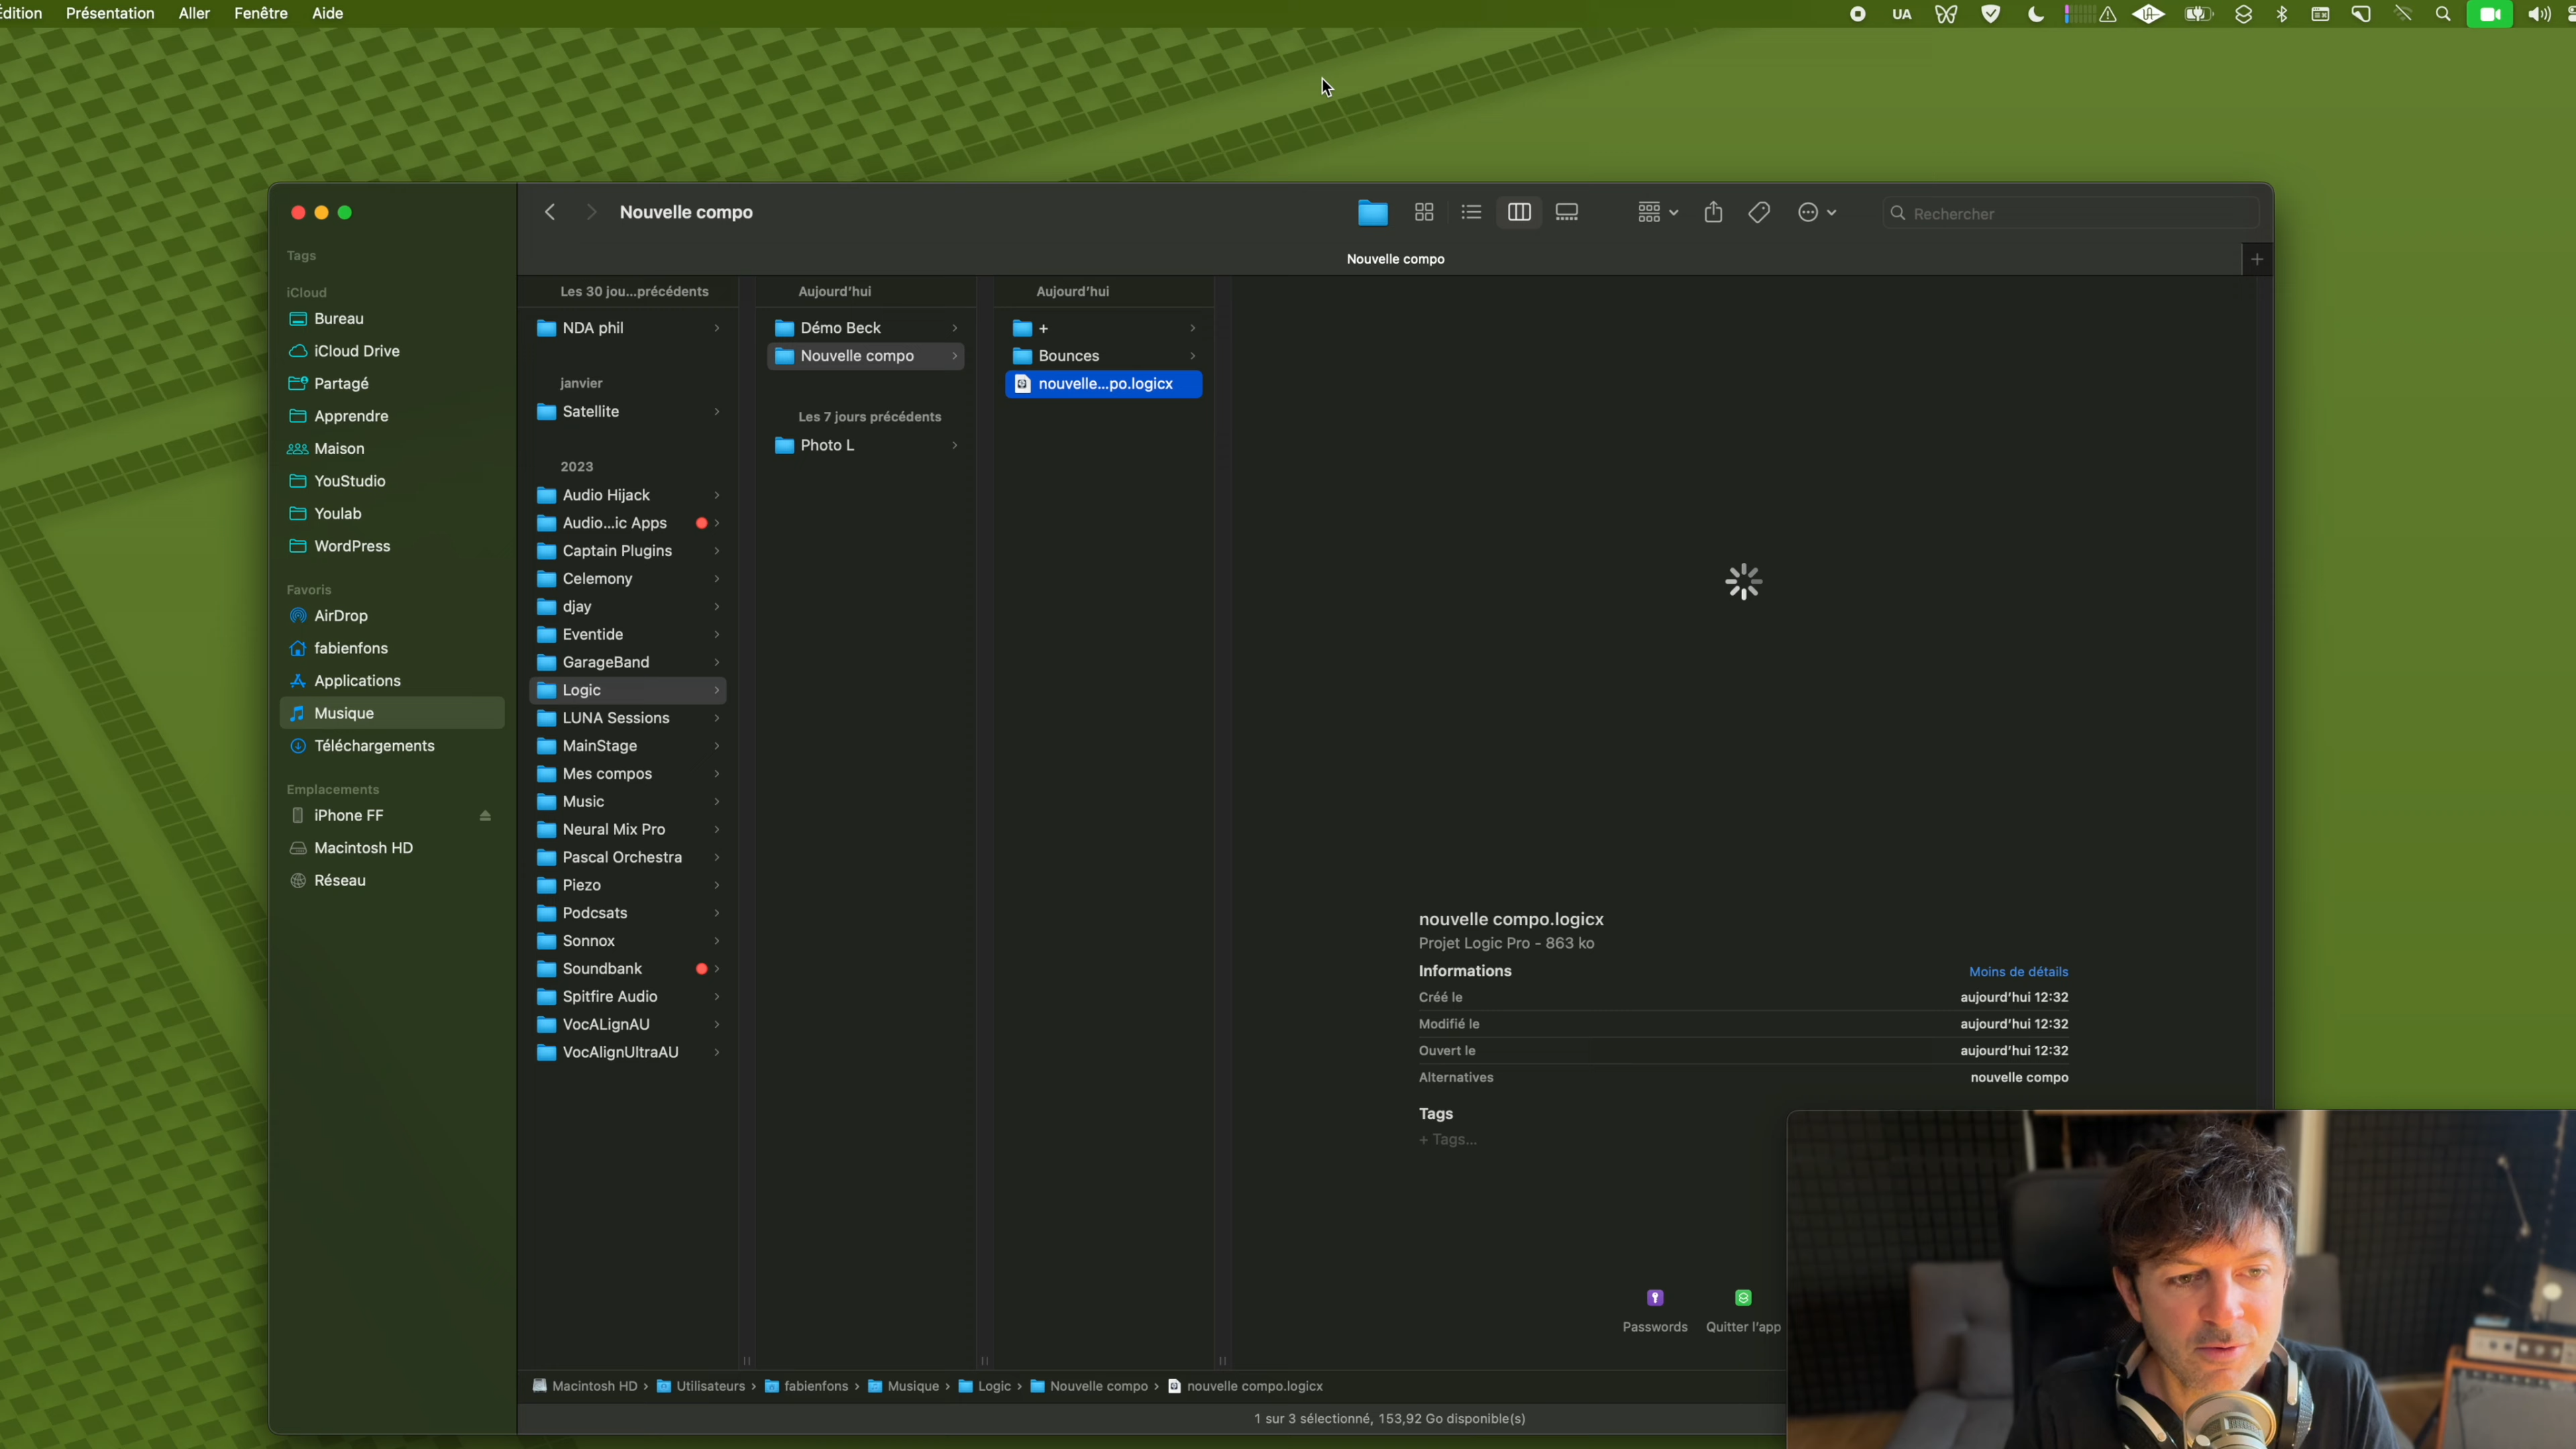 Édition Présentation Aller Fenêtre Aide
UA
Nouvelle compo
Rechercher
Nouvelle compo
Tags
iCloud
Bureau
iCloud Drive
Partagé
Apprendre
Maison
YouStudio
Youlab
WordPress
Favoris
AirDrop
fabienfons
Applications
Musique
Téléchargements
Emplacements
iPhone FF
Macintosh HD
Réseau
Les 30 jou...précédents
NDA phil
janvier
Satellite
2023
Audio Hijack
Audio...ic Apps
Captain Plugins
Celemony
djay
Eventide
GarageBand
Logic
LUNA Sessions
MainStage
Mes compos
Music
Neural Mix Pro
Pascal Orchestra
Piezo
Podcsats
Sonnox
Soundbank
Spitfire Audio
VocALignAU
VocAlignUltraAU
Aujourd'hui
Démo Beck
Nouvelle compo
Les 7 jours précédents
Photo L
Aujourd'hui
+
Bounces
nouvelle...po.logicx
nouvelle compo.logicx
Projet Logic Pro - 863 ko
Informations Moins de détails
Créé le aujourd'hui 12:32
Modifié le aujourd'hui 12:32
Ouvert le aujourd'hui 12:32
Alternatives nouvelle compo
Tags
+ Tags...
Passwords Quitter l'app
Macintosh HD › Utilisateurs › fabienfons › Musique › Logic › Nouvelle compo › nouvelle compo.logicx
1 sur 3 sélectionné, 153,92 Go disponible(s)